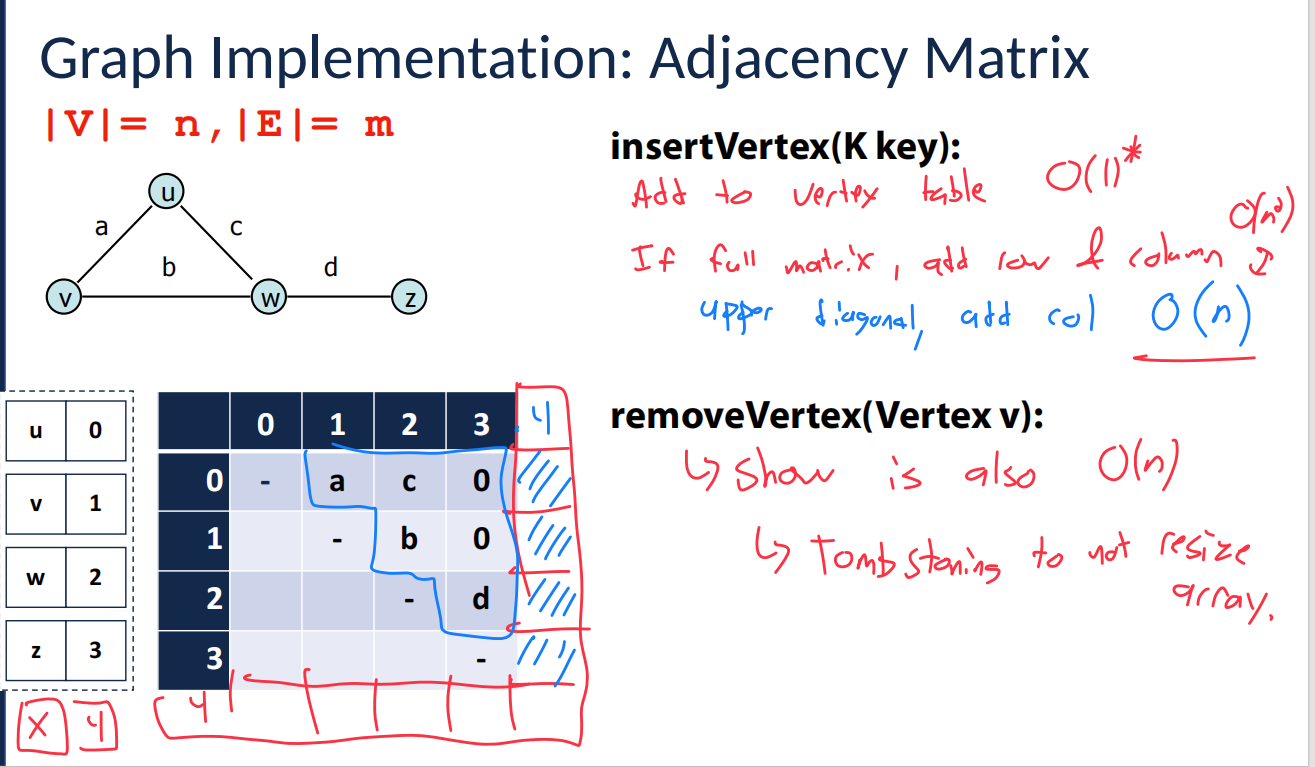 Graph Implementation: Adjacency Matrix
|V|= n,|E|= m
u
a c
b d
v w z
insertVertex(K key):
Add to vertex table O(1)*
O(n²)
If full matrix, add row & column
upper diagonal, add col O(n)
removeVertex(Vertex v):
↳ Show is also O(n)
↳ Tombstoning to not resize
array.
u 0
v 1
w 2
z 3
x 4
0 1 2 3 4
0 - a c 0
1 - b 0
2 - d
3 -
4